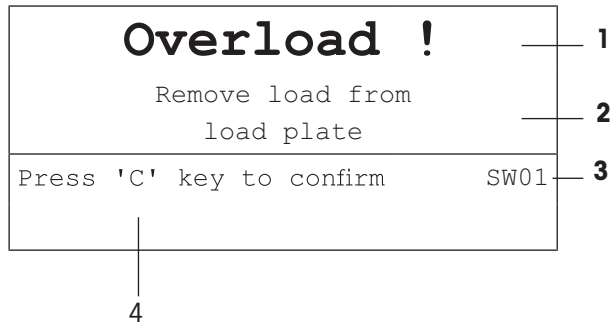 Overload !
1
Remove load from
load plate
2
Press 'C' key to confirm SW01
3
4